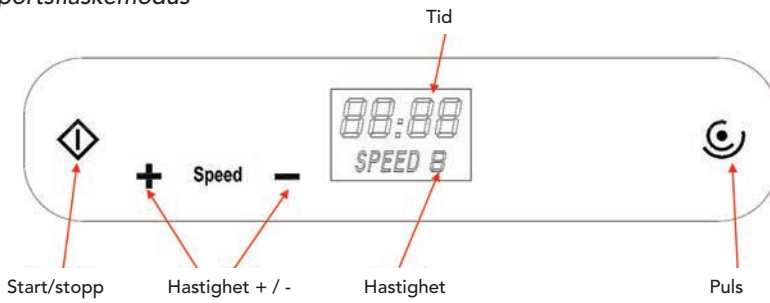 portsflaskemodus
Tid
88:88
SPEED 8
+ Speed −
Start/stopp Hastighet + / - Hastighet Puls